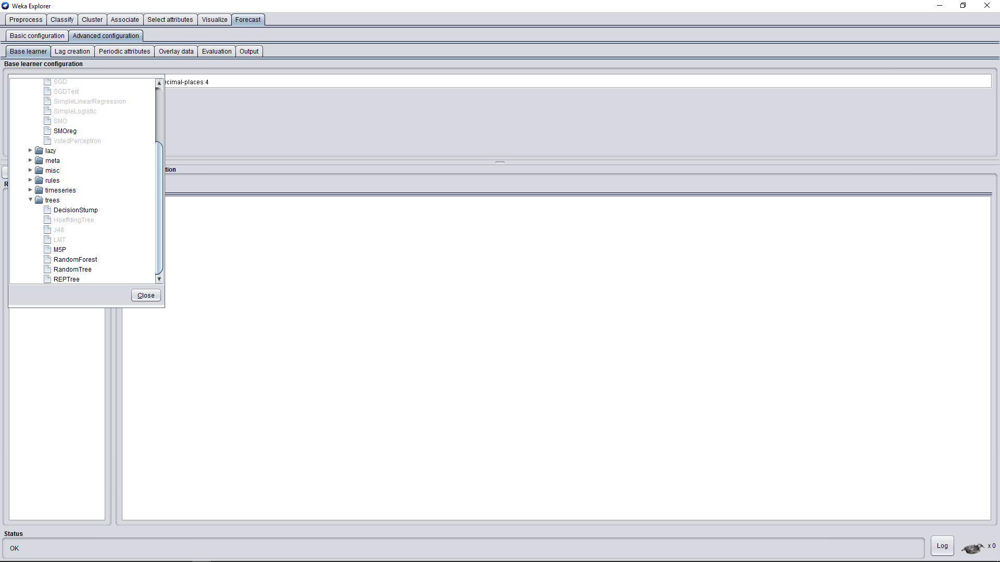 Weka Explorer
Preprocess Classify Cluster Associate Select attributes Visualize Forecast
Basic configuration Advanced configuration
Base learner Lag creation Periodic attributes Overlay data Evaluation Output
Base learner configuration
ecimal-places 4
SGD
SGDText
SimpleLinearRegression
SimpleLogistic
SMO
SMOreg
VotedPerceptron
lazy
meta
misc
tion
rules
R
timeseries
trees
DecisionStump
HoeffdingTree
J48
LMT
M5P
RandomForest
RandomTree
REPTree
Close
Status
OK
Log
x 0